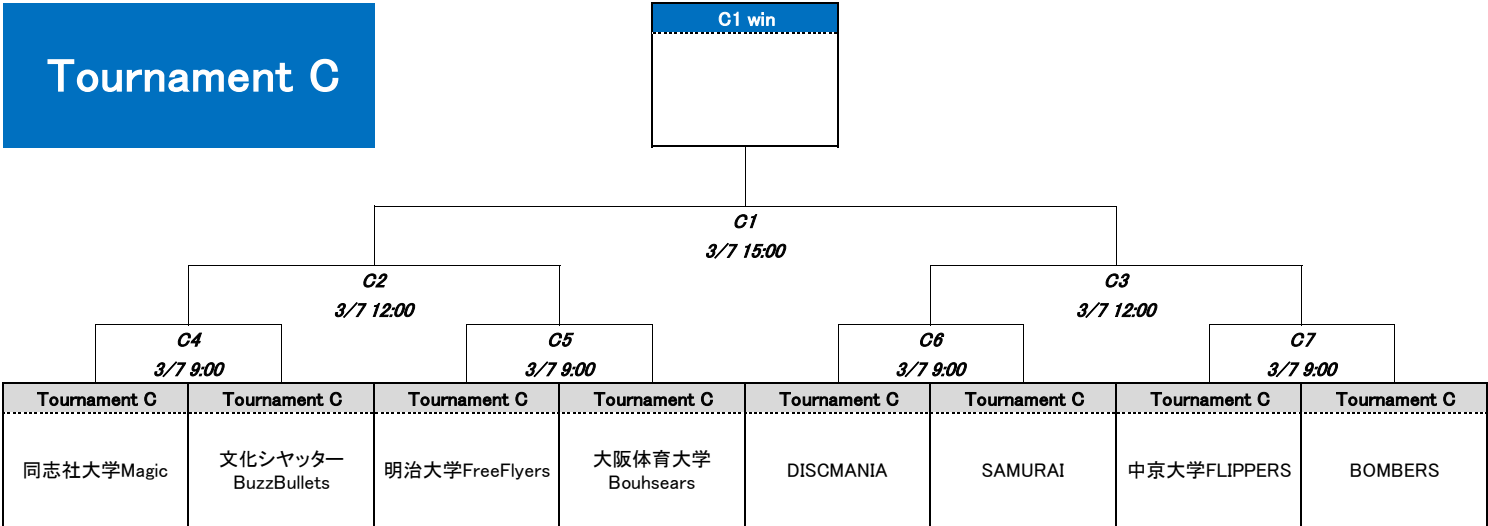 C1 win
Tournament C
C1
3/7 15:00
C2
C3
3/7 12:00
3/7 12:00
C4
C5
C6
C7
3/7 9:00
3/7 9:00
3/7 9:00
3/7 9:00
Tournament C
Tournament C
Tournament C
Tournament C
Tournament C
Tournament C
Tournament C
Tournament C
同志社大学Magic
文化シヤッター
BuzzBullets
明治大学FreeFlyers
大阪体育大学
Bouhsears
DISCMANIA
SAMURAI
中京大学FLIPPERS
BOMBERS